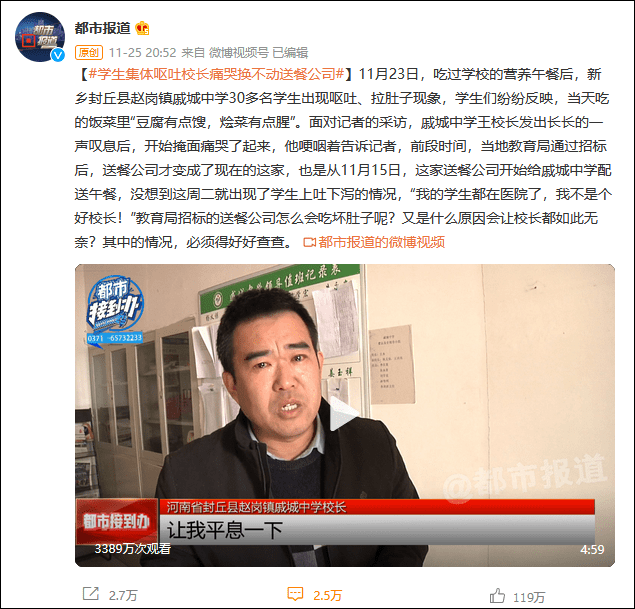 都市报道
原创 11-25 20:52 来自 微博视频号 已编辑
【#学生集体呕吐校长痛哭换不动送餐公司#】11月23日，吃过学校的营养午餐后，新
乡封丘县赵岗镇戚城中学30多名学生出现呕吐、拉肚子现象，学生们纷纷反映，当天吃
的饭菜里“豆腐有点馊，烩菜有点腥”。面对记者的采访，戚城中学王校长发出长长的一
声叹息后，开始掩面痛哭了起来，他哽咽着告诉记者，前段时间，当地教育局通过招标
后，送餐公司才变成了现在的这家，也是从11月15日，这家送餐公司开始给戚城中学配
送午餐，没想到这周二就出现了学生上吐下泻的情况，“我的学生都在医院了，我不是个
好校长！”教育局招标的送餐公司怎么会吃坏肚子呢？又是什么原因会让校长都如此无
奈？其中的情况，必须得好好查查。 都市报道的微博视频
都市
接到办
0371-65732233
领导值班记录表
姜玉祥
@都市报道
都市接到办
河南省封丘县赵岗镇戚城中学校长
让我平息一下
3389万次观看
4:59
2.7万
2.5万
119万